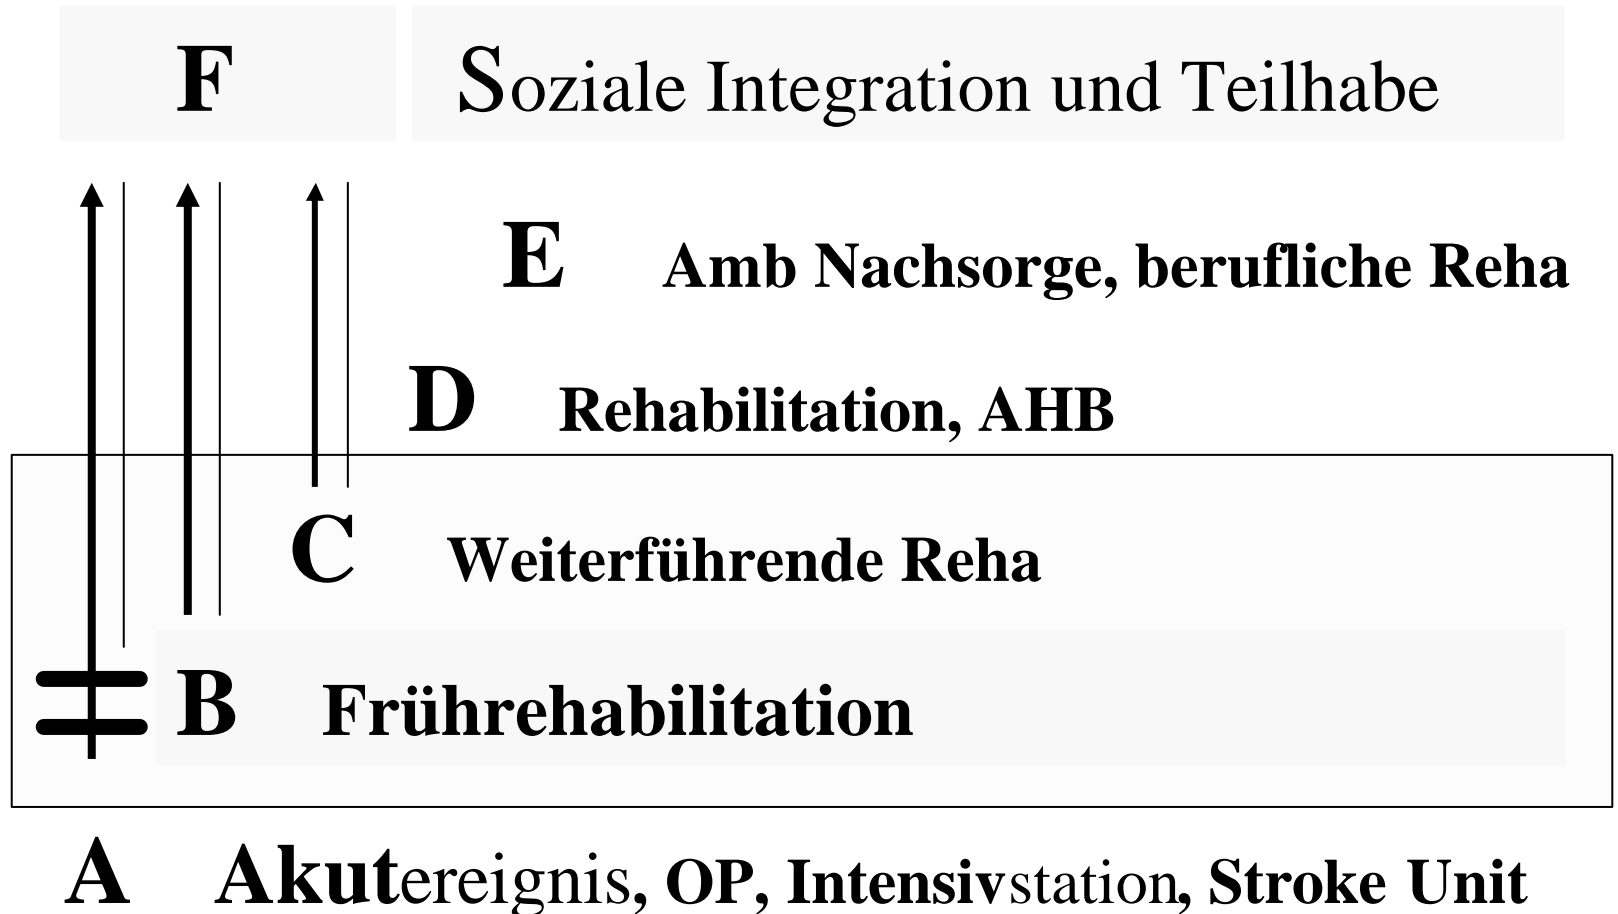 F Soziale Integration und Teilhabe
E Amb Nachsorge, berufliche Reha
D Rehabilitation, AHB
C Weiterführende Reha
B Frührehabilitation
A Akutereignis, OP, Intensivstation, Stroke Unit